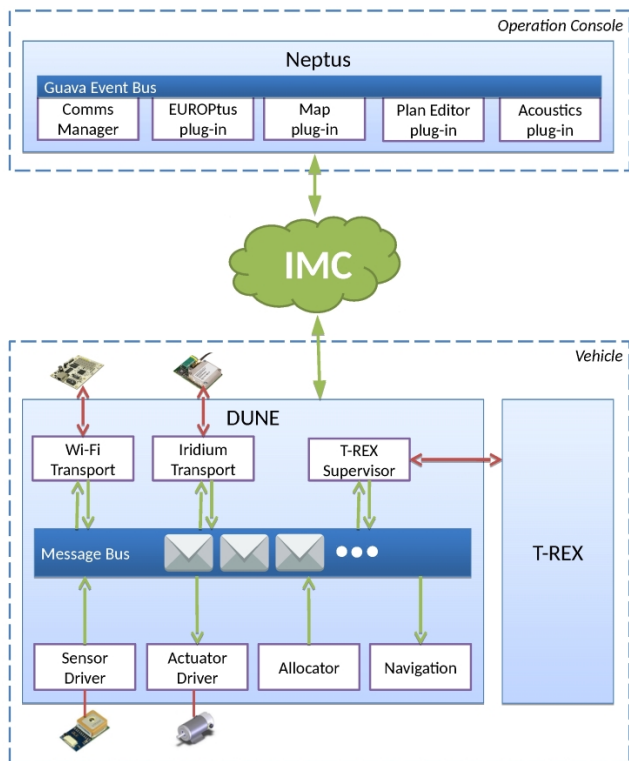 Operation Console
Neptus
Guava Event Bus
Comms
Manager
EUROPtus
plug-in
Map
plug-in
Plan Editor
plug-in
Acoustics
plug-in
IMC
Vehicle
DUNE
Wi-Fi
Transport
Iridium
Transport
T-REX
Supervisor
Message Bus
T-REX
Sensor
Driver
Actuator
Driver
Allocator
Navigation